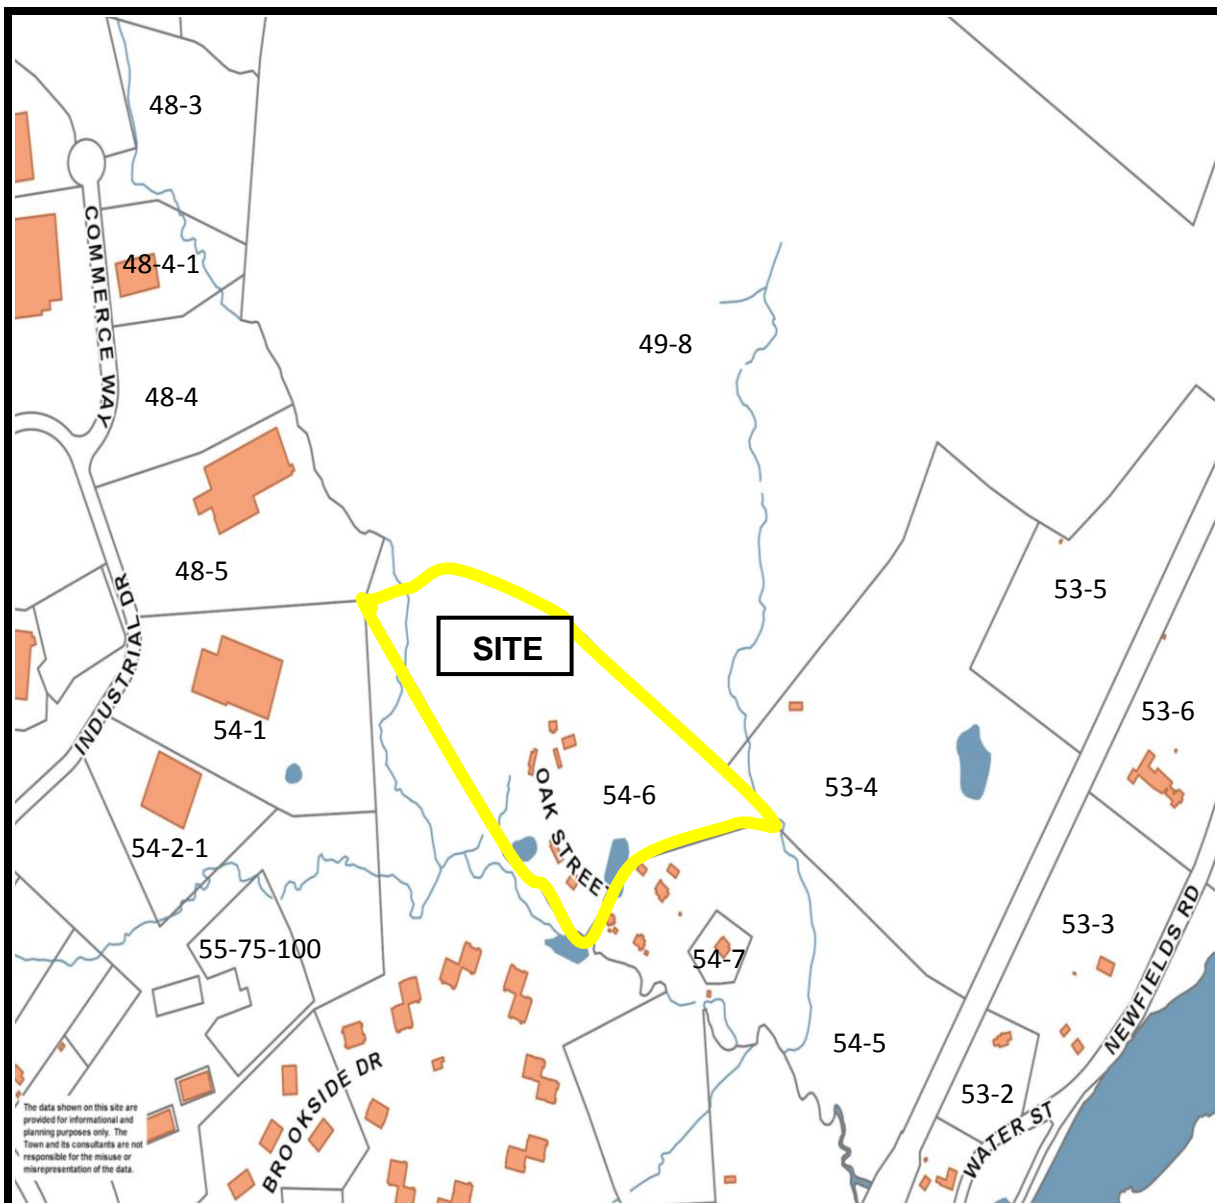 48-3
COMMERCE WAY
48-4-1
49-8
48-4
48-5
53-5
INDUSTRIAL DR
SITE
53-6
54-1
OAK STREET
54-6
53-4
54-2-1
53-3
55-75-100
54-7
NEWFIELDS RD
54-5
BROOKSIDE DR
53-2
WATER ST
The data shown on this site are
provided for informational and
planning purposes only. The
Town and its consultants are not
responsible for the misuse or
misrepresentation of the data.